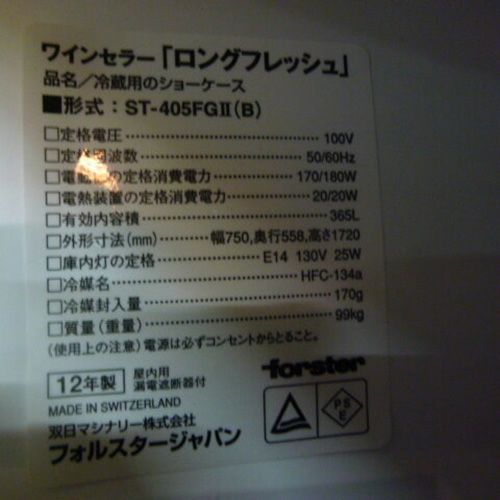 ワインセラー「ロングフレッシュ」
品名／冷蔵用のショーケース
■形式：ST-405FGⅡ(B)
□定格電圧 100V
□定格周波数 50/60Hz
□電動機の定格消費電力 170/180W
□電熱装置の定格消費電力 20/20W
□有効内容積 365L
□外形寸法(mm) 幅750,奥行558,高さ1720
□庫内灯の定格 E14 130V 25W
□冷媒名 HFC-134a
□冷媒封入量 170g
□質量(重量) 99kg
(使用上の注意)電源は必ずコンセントからとること。
12年製 屋内用
漏電遮断器付
forster
MADE IN SWITZERLAND
双日マシナリー株式会社
フォルスタージャパン
PS
E